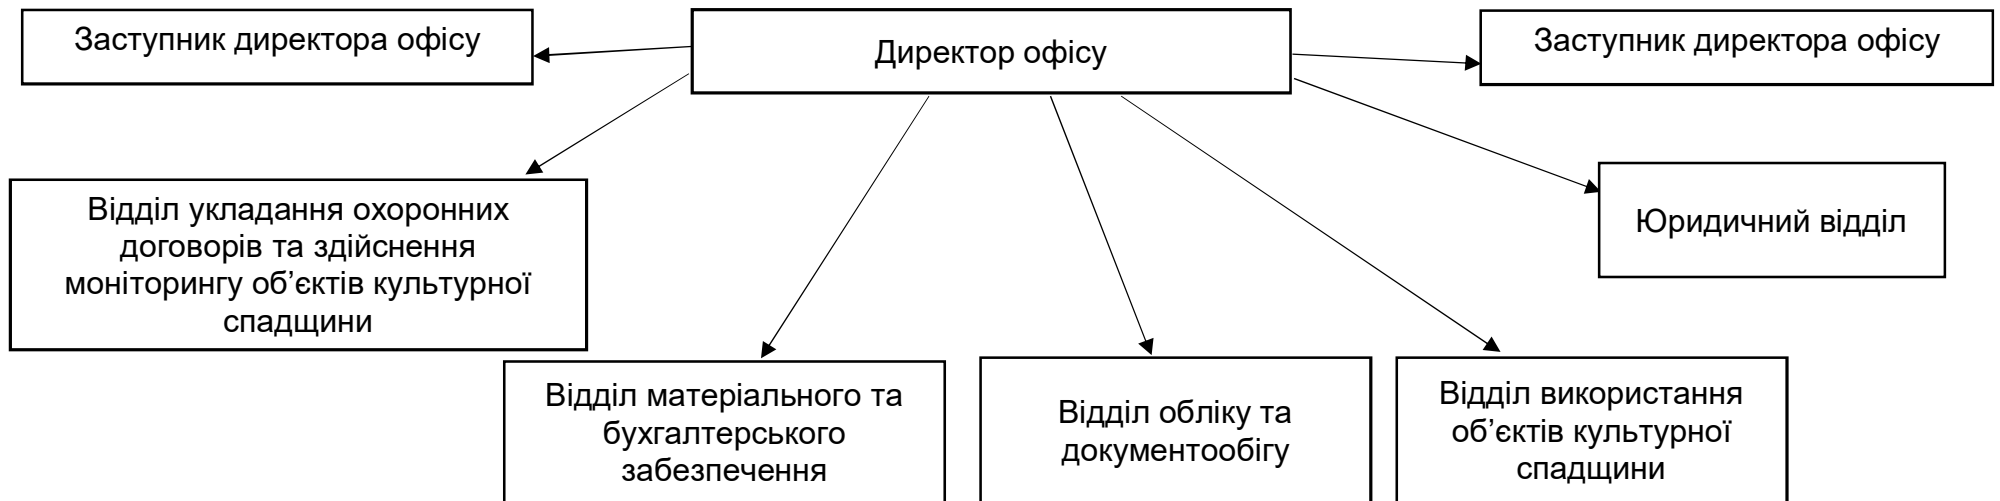 Заступник директора офісу
Директор офісу
Заступник директора офісу
Відділ укладання охоронних
договорів та здійснення
моніторингу об’єктів культурної
спадщини
Юридичний відділ
Відділ матеріального та
бухгалтерського
забезпечення
Відділ обліку та
документообігу
Відділ використання
об’єктів культурної
спадщини